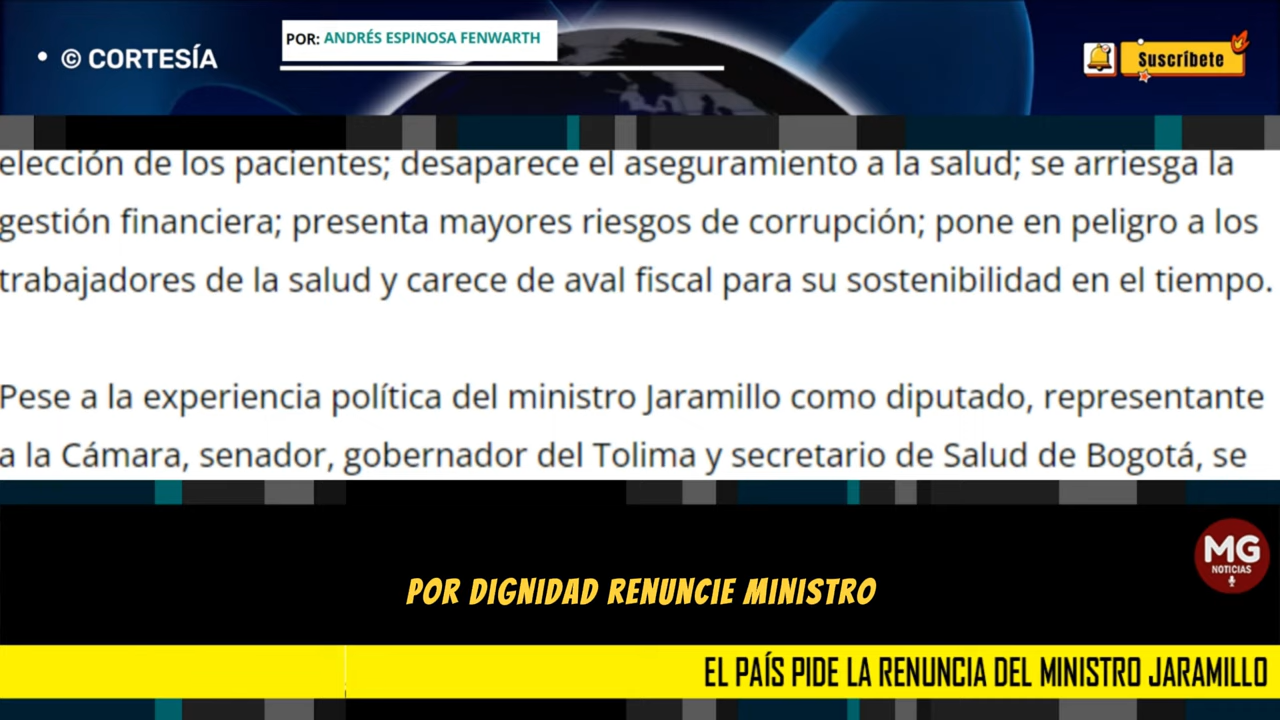 • © CORTESÍA
POR: ANDRÉS ESPINOSA FENWARTH
Suscríbete
elección de los pacientes; desaparece el aseguramiento a la salud; se arriesga la
gestión financiera; presenta mayores riesgos de corrupción; pone en peligro a los
trabajadores de la salud y carece de aval fiscal para su sostenibilidad en el tiempo.
Pese a la experiencia política del ministro Jaramillo como diputado, representante
a la Cámara, senador, gobernador del Tolima y secretario de Salud de Bogotá, se
MG
NOTICIAS
POR DIGNIDAD RENUNCIE MINISTRO
EL PAÍS PIDE LA RENUNCIA DEL MINISTRO JARAMILLO